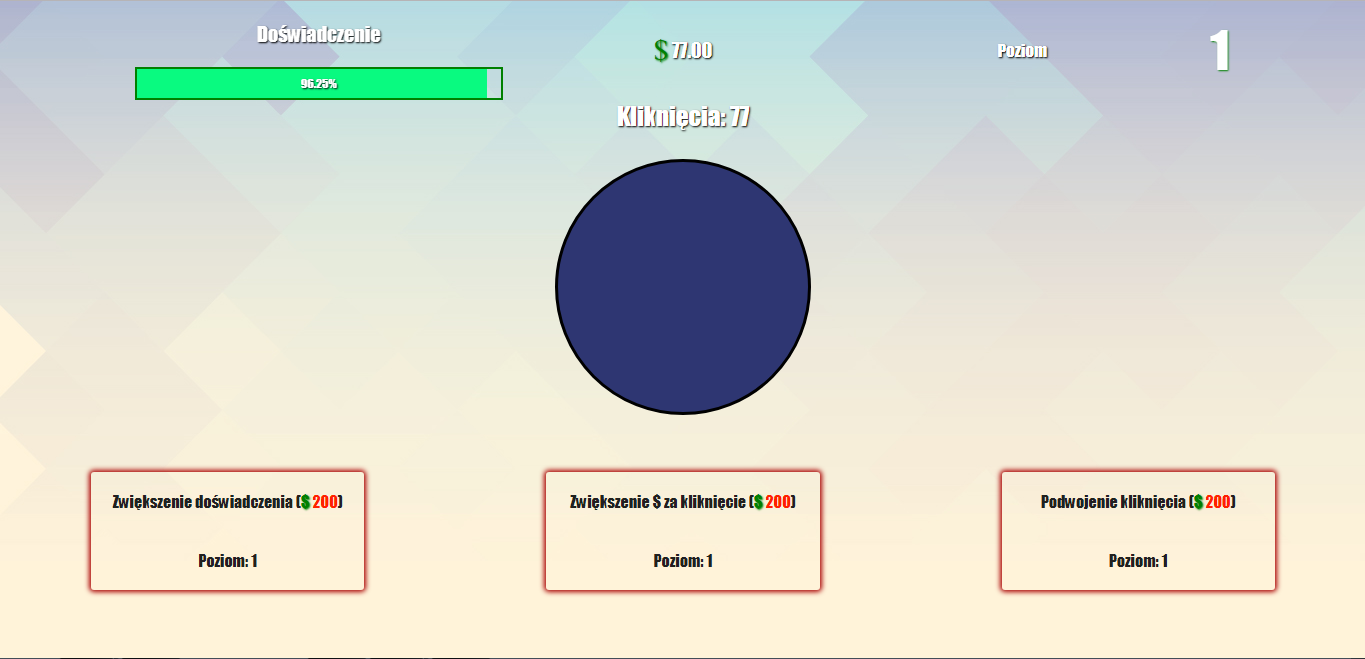 Doświadczenie
96.25%
$ 77.00
Kliknięcia: 77
Poziom
1
Zwiększenie doświadczenia ($ 200)
Poziom: 1
Zwiększenie $ za kliknięcie ($ 200)
Poziom: 1
Podwojenie kliknięcia ($ 200)
Poziom: 1